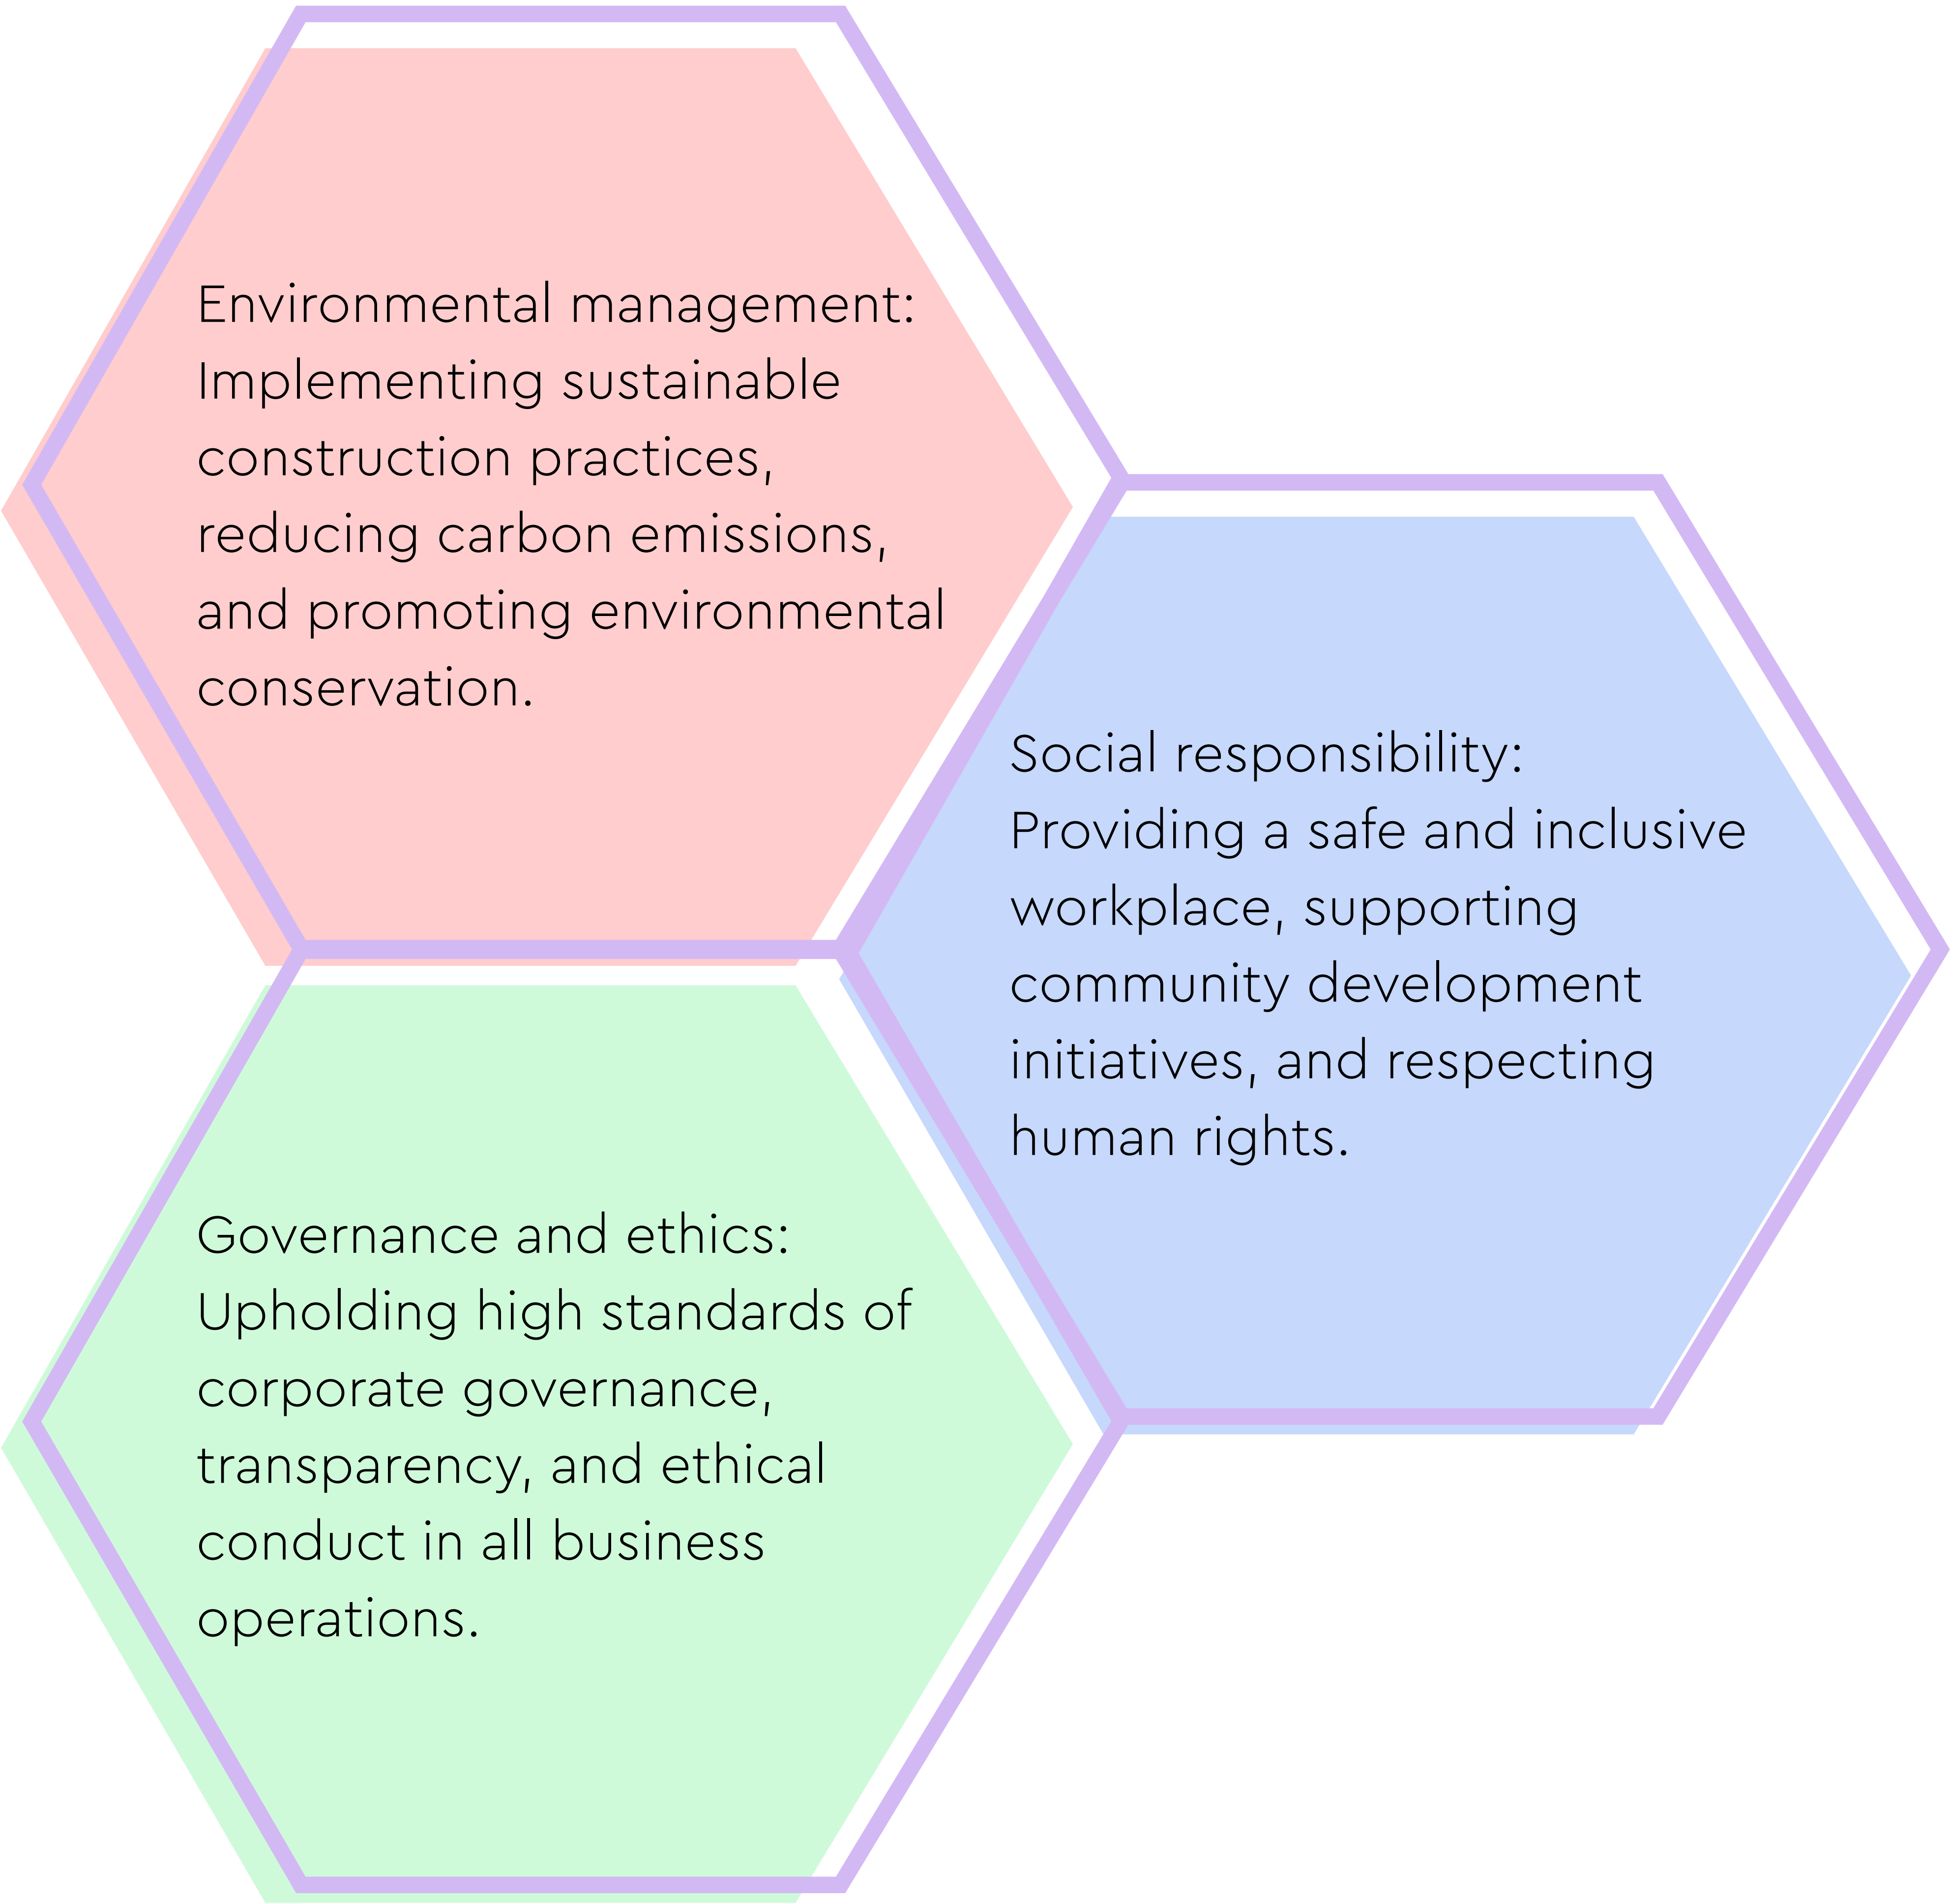 Environmental management:
Implementing sustainable
construction practices,
reducing carbon emissions,
and promoting environmental
conservation.
Social responsibility:
Providing a safe and inclusive
workplace, supporting
community development
initiatives, and respecting
human rights.
Governance and ethics:
Upholding high standards of
corporate governance,
transparency, and ethical
conduct in all business
operations.